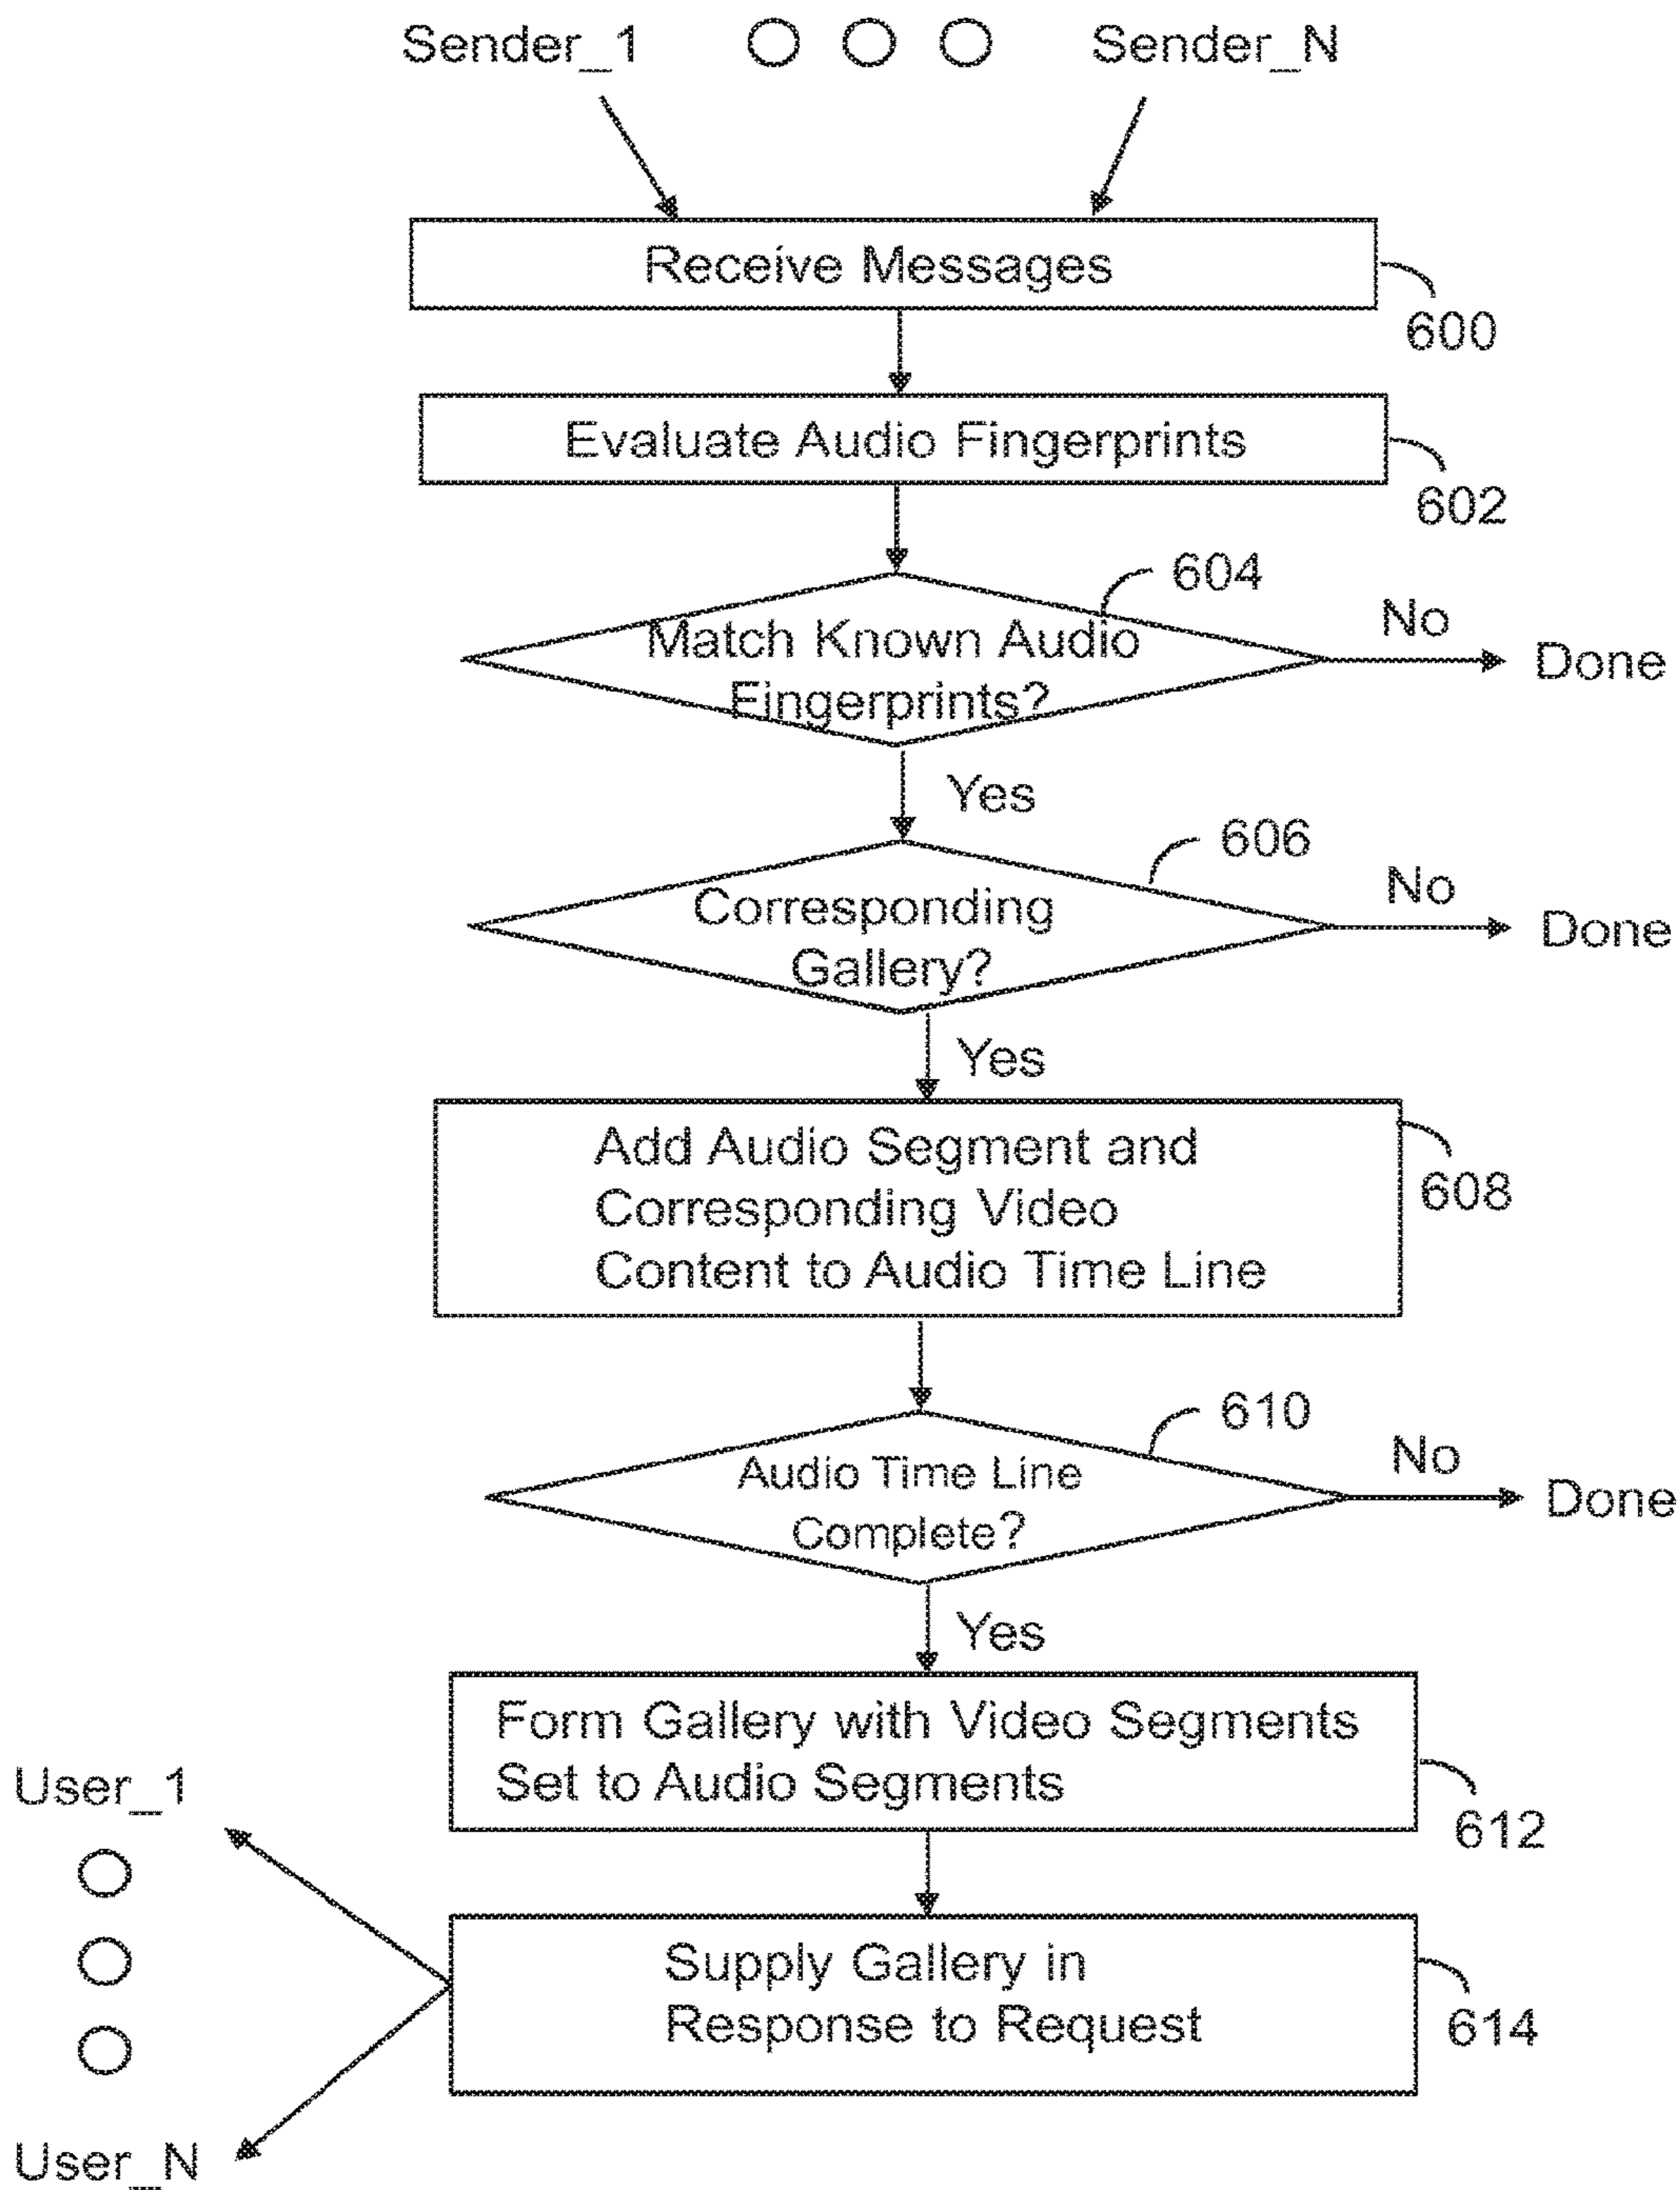 Sender_1 Sender_N
Receive Messages
600
Evaluate Audio Fingerprints
602
604
Match Known Audio
Fingerprints?
No
Done
Yes
606
Corresponding
Gallery?
No
Done
Yes
Add Audio Segment and
Corresponding Video
Content to Audio Time Line
608
610
Audio Time Line
Complete?
No
Done
Yes
Form Gallery with Video Segments
Set to Audio Segments
612
User_1
Supply Gallery in
Response to Request
614
User_N